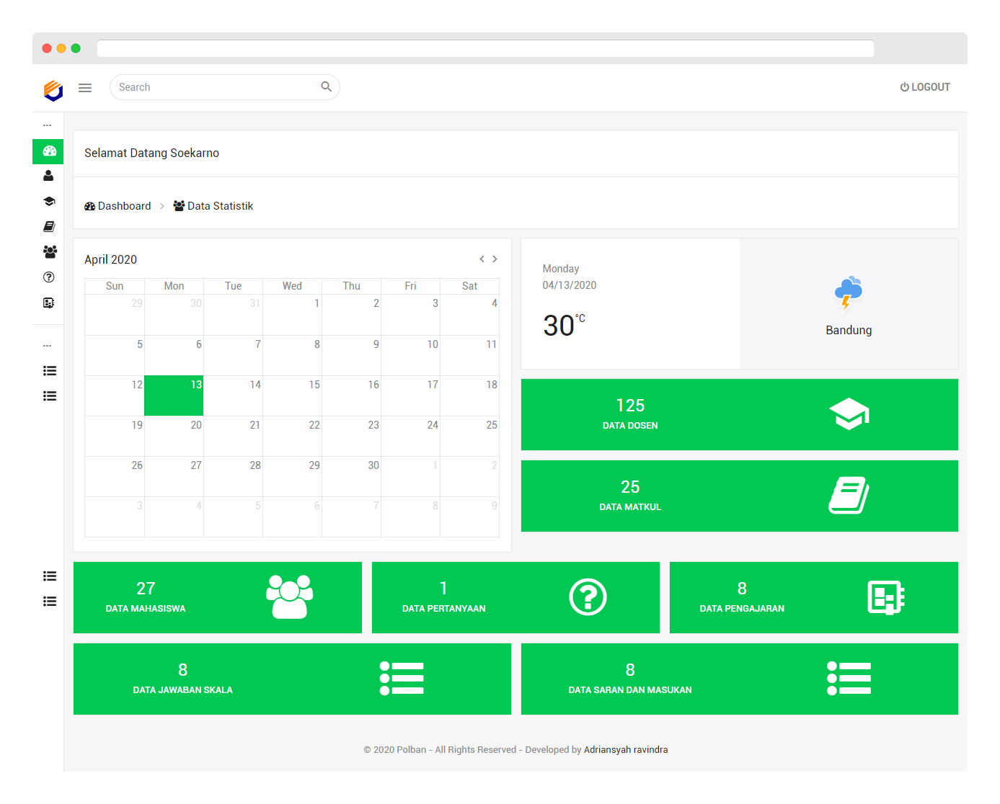 Search
LOGOUT
---
Selamat Datang Soekarno
Dashboard > Data Statistik
---
April 2020 < >
Sun Mon Tue Wed Thu Fri Sat
29 30 31 1 2 3 4
5 6 7 8 9 10 11
12 13 14 15 16 17 18
19 20 21 22 23 24 25
26 27 28 29 30 1 2
3 4 5 6 7 8 9
Monday
04/13/2020
30°C
Bandung
125
DATA DOSEN
25
DATA MATKUL
27
DATA MAHASISWA
1
DATA PERTANYAAN
8
DATA PENGAJARAN
8
DATA JAWABAN SKALA
8
DATA SARAN DAN MASUKAN
© 2020 Polban - All Rights Reserved - Developed by Adriansyah ravindra